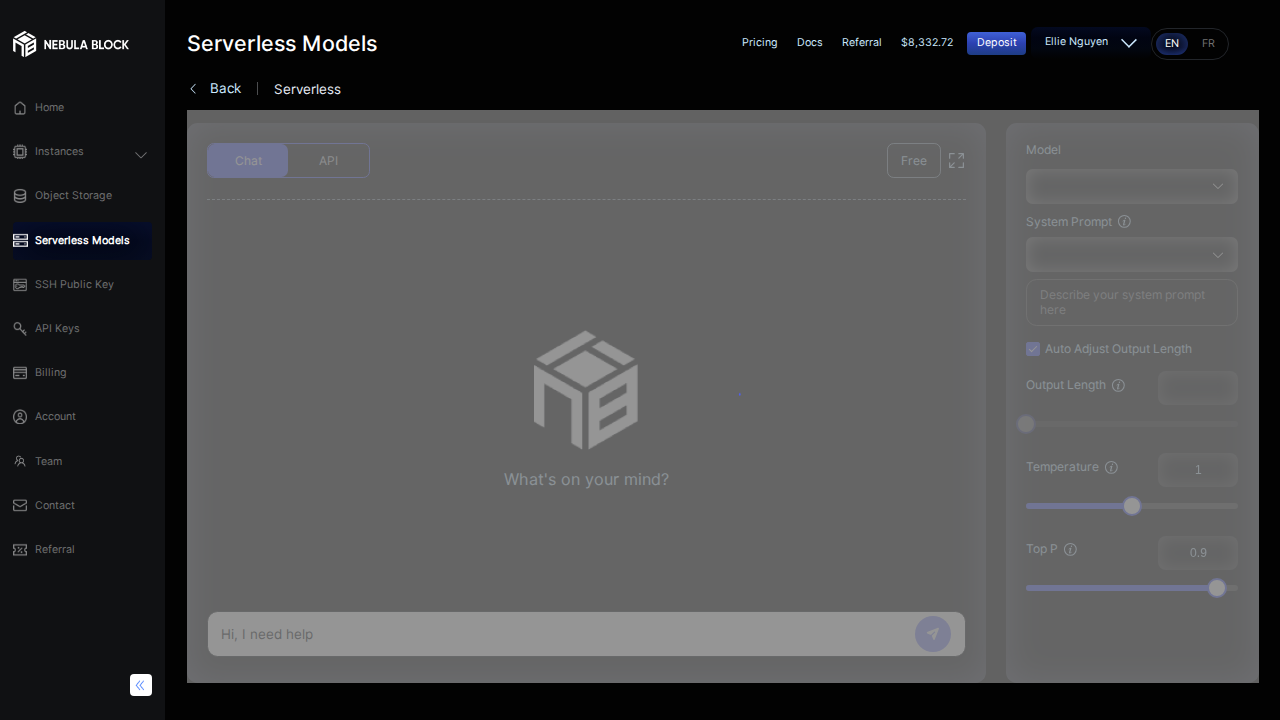 NEBULA BLOCK
Serverless Models
Pricing
Docs
Referral
$8,332.72
Deposit
Ellie Nguyen
EN
FR
Back
Serverless
Home
Instances
Object Storage
Serverless Models
SSH Public Key
API Keys
Billing
Account
Team
Contact
Referral
Chat
API
Free
What's on your mind?
Hi, I need help
Model
System Prompt
Describe your system prompt
here
Auto Adjust Output Length
Output Length
Temperature
1
Top P
0.9